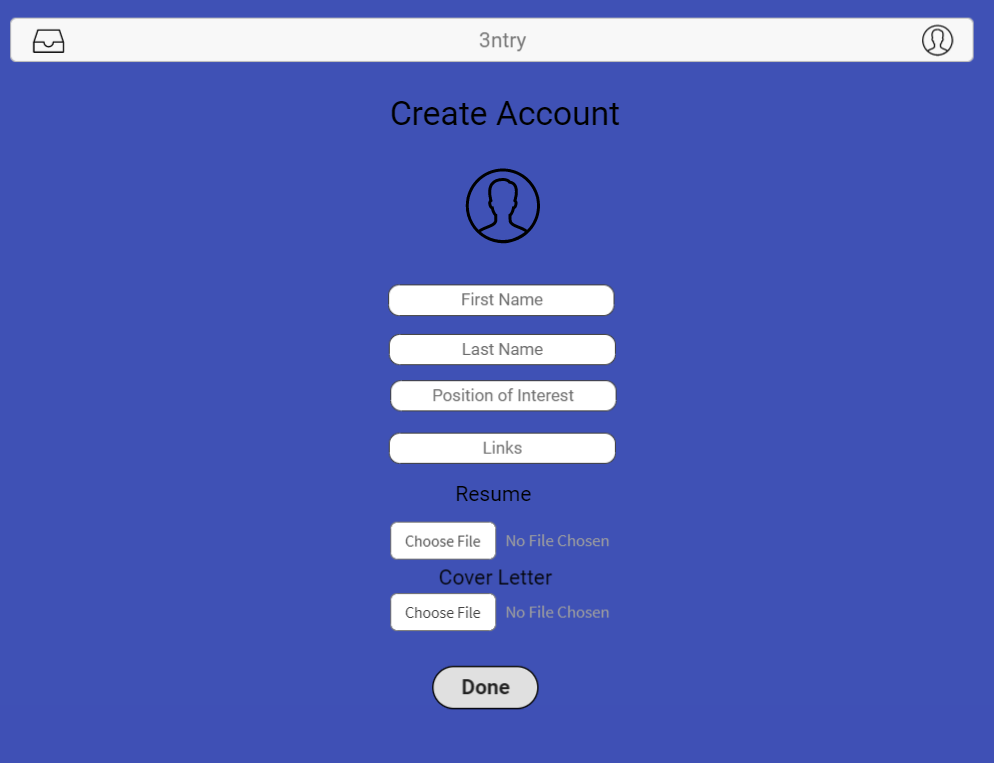 3ntry
Create Account
First Name
Last Name
Position of Interest
Links
Resume
Choose File No File Chosen
Cover Letter
Choose File No File Chosen
Done